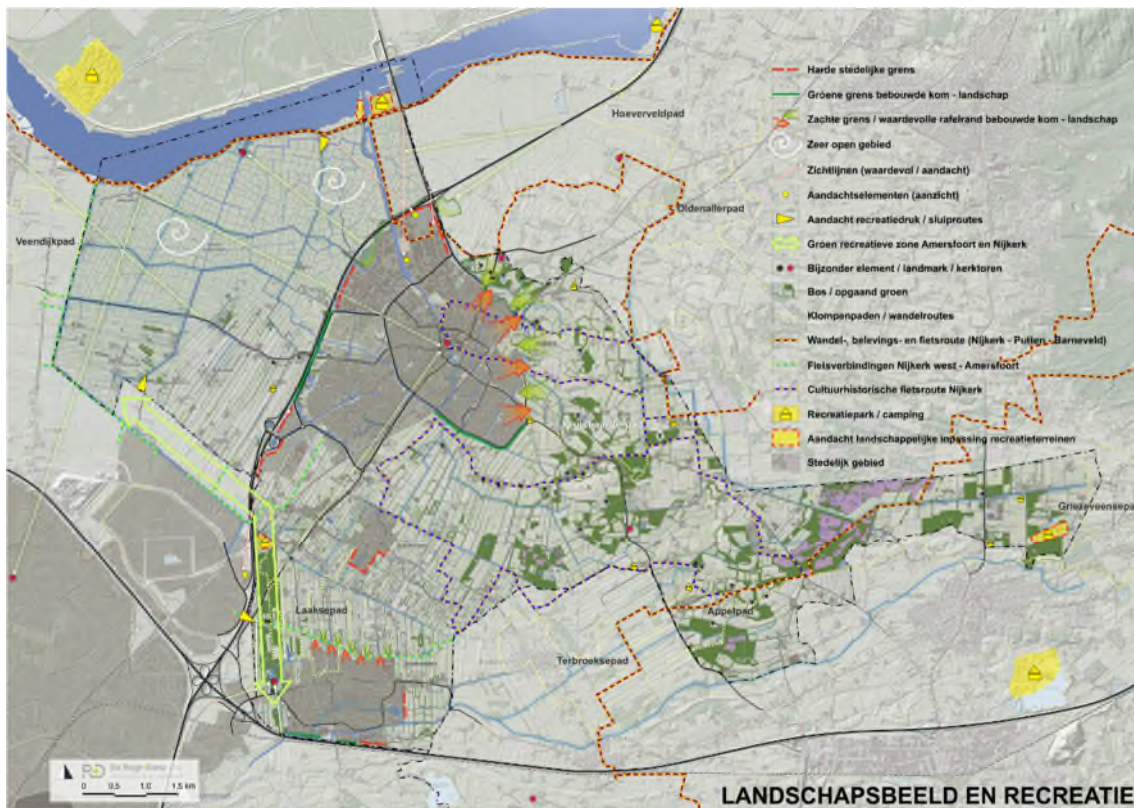 Harde stedelijke grens
Groene grens bebouwde kom - landschap
Zachte grens / waardevolle rafelrand bebouwde kom - landschap
Zeer open gebied
Zichtlijnen (waardevol / aandacht)
Aandachtselementen (aanzicht)
Aandacht recreatiedruk / sluiproutes
Groen recreatieve zone Amersfoort en Nijkerk
Bijzonder element / landmark / kerktoren
Bos / opgaand groen
Klompenpaden / wandelroutes
Wandel-, belevings- en fietsroute (Nijkerk - Putten - Barneveld)
Fietsverbindingen Nijkerk west - Amersfoort
Cultuurhistorische fietsroute Nijkerk
Recreatiepark / camping
Aandacht landschappelijke inpassing recreatieterreinen
Stedelijk gebied
Hoeverveldpad
Oldenallerpad
Veendijkpad
Griezeveensepa
Laaksepad
Appelpad
Terbroeksepad
0 0,5 1,0 1,5 km
LANDSCHAPSBEELD EN RECREATIE